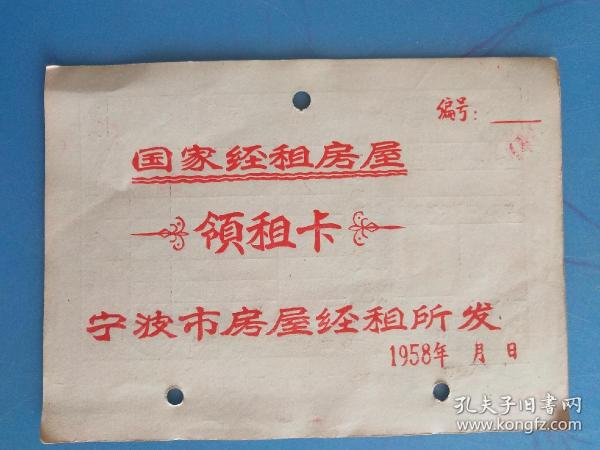 编号：
国家经租房屋
領租卡
宁波市房屋经租所发
1958年 月 日
孔夫子旧书网
www.kongfz.com